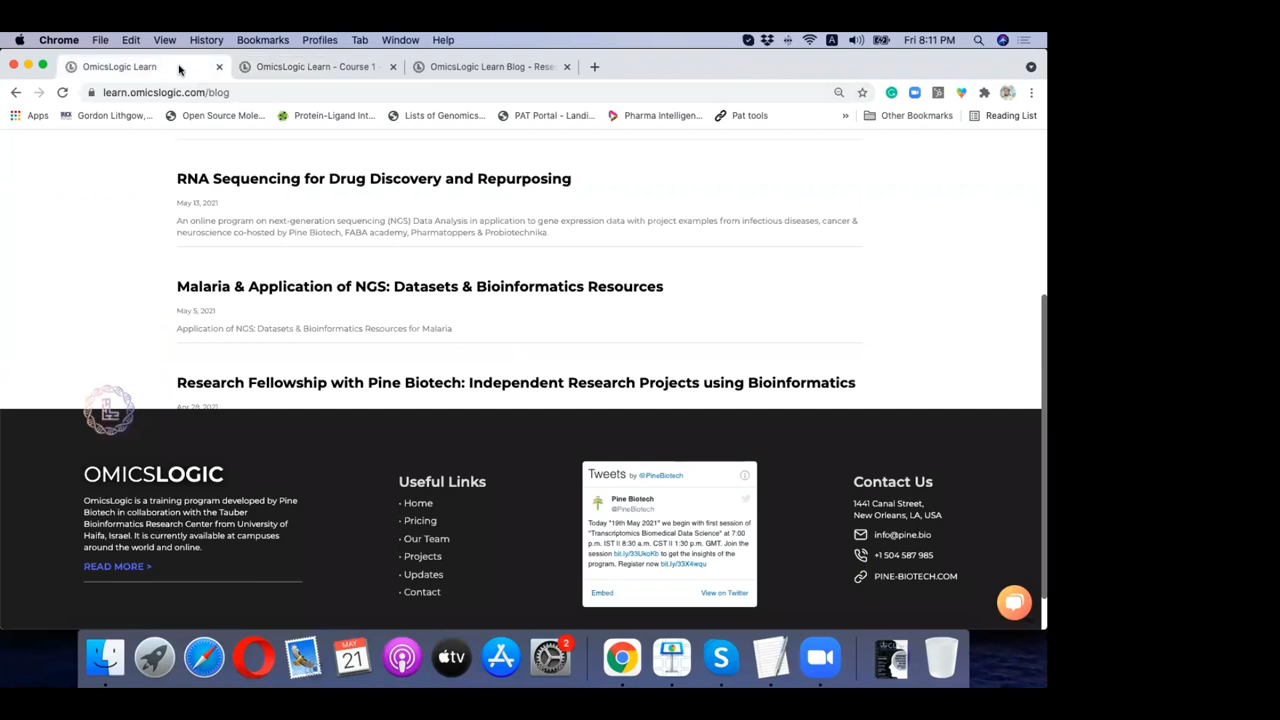 Chrome File Edit View History Bookmarks Profiles Tab Window Help A Fri 8:11 PM
OmicsLogic Learn OmicsLogic Learn - Course 1 - OmicsLogic Learn Blog - Rese
learn.omicslogic.com/blog
Apps Gordon Lithgow,... Open Source Mole... Protein-Ligand Int... Lists of Genomics... PAT Portal - Landi... Pharma Intelligen... Pat tools » Other Bookmarks Reading List
RNA Sequencing for Drug Discovery and Repurposing
May 13, 2021
An online program on next-generation sequencing (NGS) Data Analysis in application to gene expression data with project examples from infectious diseases, cancer &
neuroscience co-hosted by Pine Biotech, FABA academy, Pharmatoppers & Probiotechnika.
Malaria & Application of NGS: Datasets & Bioinformatics Resources
May 5, 2021
Application of NGS: Datasets & Bioinformatics Resources for Malaria
Research Fellowship with Pine Biotech: Independent Research Projects using Bioinformatics
Apr 29, 2021
OMICSLOGIC
OmicsLogic is a training program developed by Pine
Biotech in collaboration with the Tauber
Bioinformatics Research Center from University of
Haifa, Israel. It is currently available at campuses
around the world and online.
READ MORE >
Useful Links
· Home
· Pricing
· Our Team
· Projects
· Updates
· Contact
Tweets by @PineBiotech
Pine Biotech
@PineBiotech
Today "19th May 2021" we begin with first session of
"Transcriptomics Biomedical Data Science" at 7:00
p.m. IST II 8:30 a.m. CST II 1:30 p.m. GMT. Join the
session bit.ly/33UkoKb to get the insights of the
program. Register now bit.ly/33X4wqu
Embed View on Twitter
Contact Us
1441 Canal Street,
New Orleans, LA, USA
info@pine.bio
+1 504 587 985
PINE-BIOTECH.COM
MAY
21
tv
2